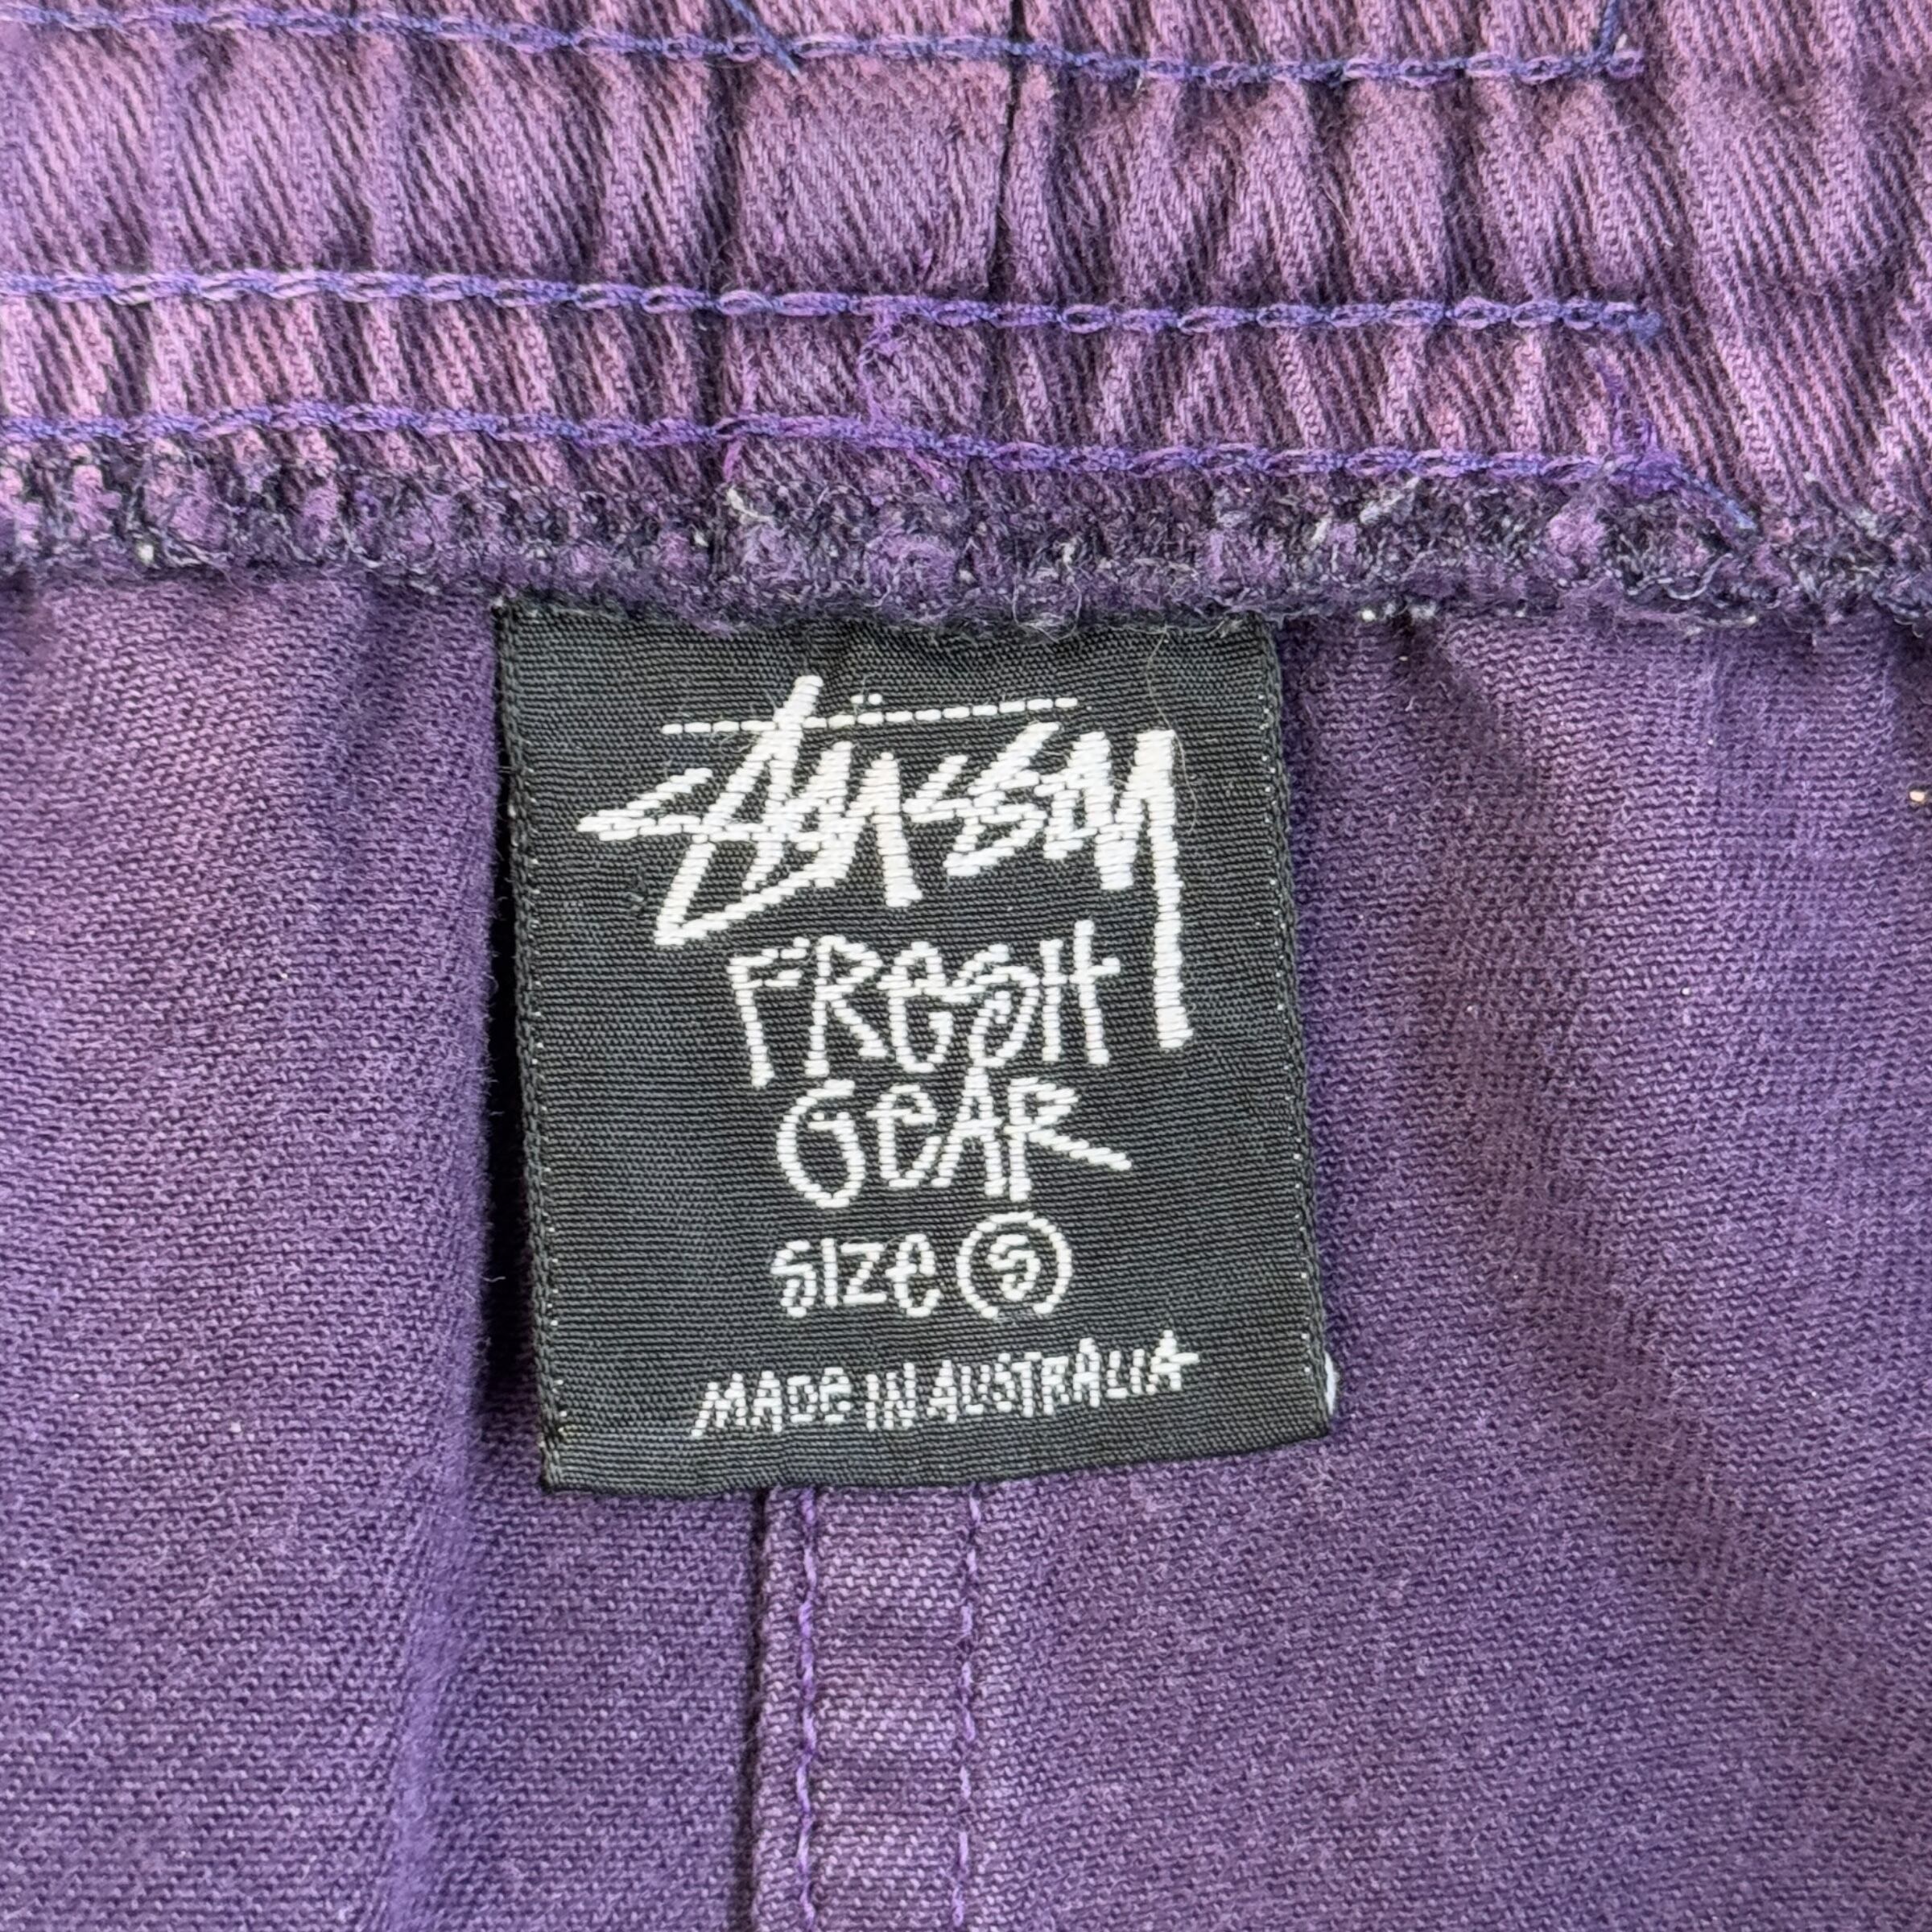 Stüssy
FRESH
GEAR
SIZE S
MADE IN AUSTRALIA